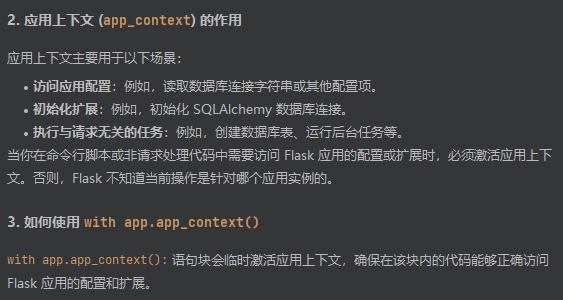 2. 应用上下文 (app_context) 的作用
应用上下文主要用于以下场景：
• 访问应用配置：例如，读取数据库连接字符串或其他配置项。
• 初始化扩展：例如，初始化 SQLAlchemy 数据库连接。
• 执行与请求无关的任务：例如，创建数据库表、运行后台任务等。
当你在命令行脚本或非请求处理代码中需要访问 Flask 应用的配置或扩展时，必须激活应用上下
文。否则，Flask 不知道当前操作是针对哪个应用实例的。
3. 如何使用 with app.app_context()
with app.app_context(): 语句块会临时激活应用上下文，确保在该块内的代码能够正确访问
Flask 应用的配置和扩展。